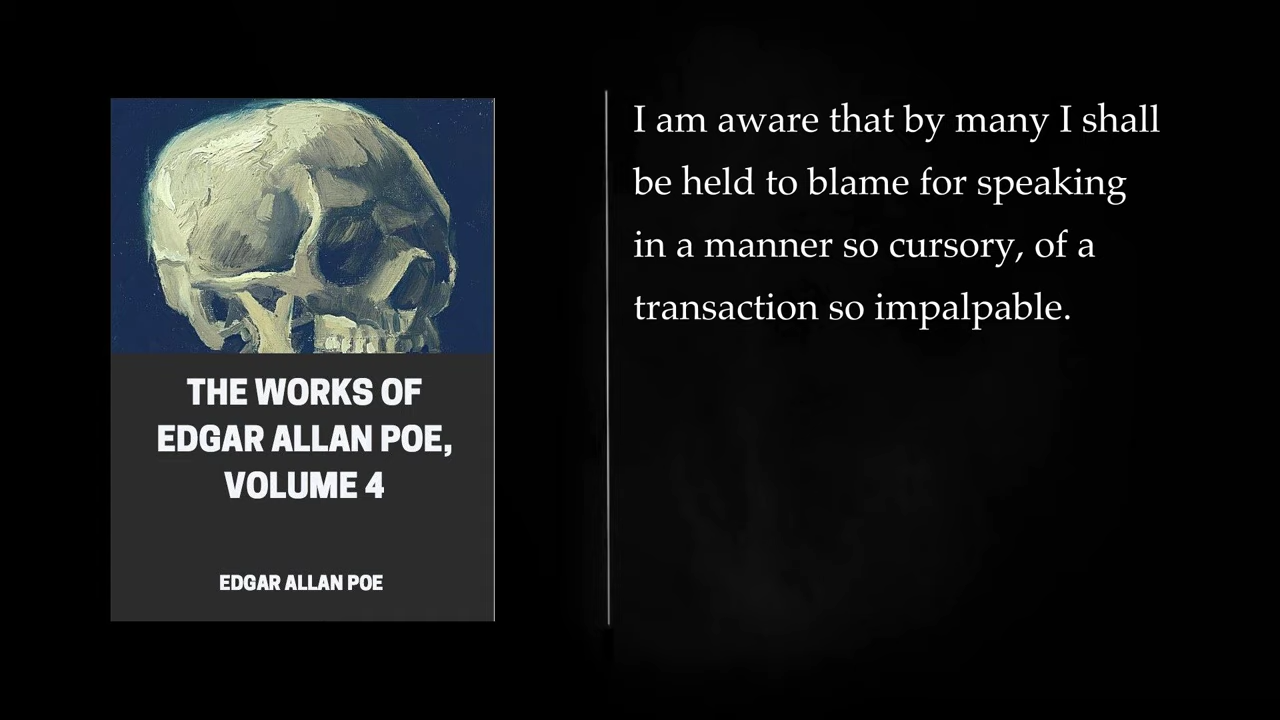 THE WORKS OF
EDGAR ALLAN POE,
VOLUME 4
EDGAR ALLAN POE
I am aware that by many I shall
be held to blame for speaking
in a manner so cursory, of a
transaction so impalpable.